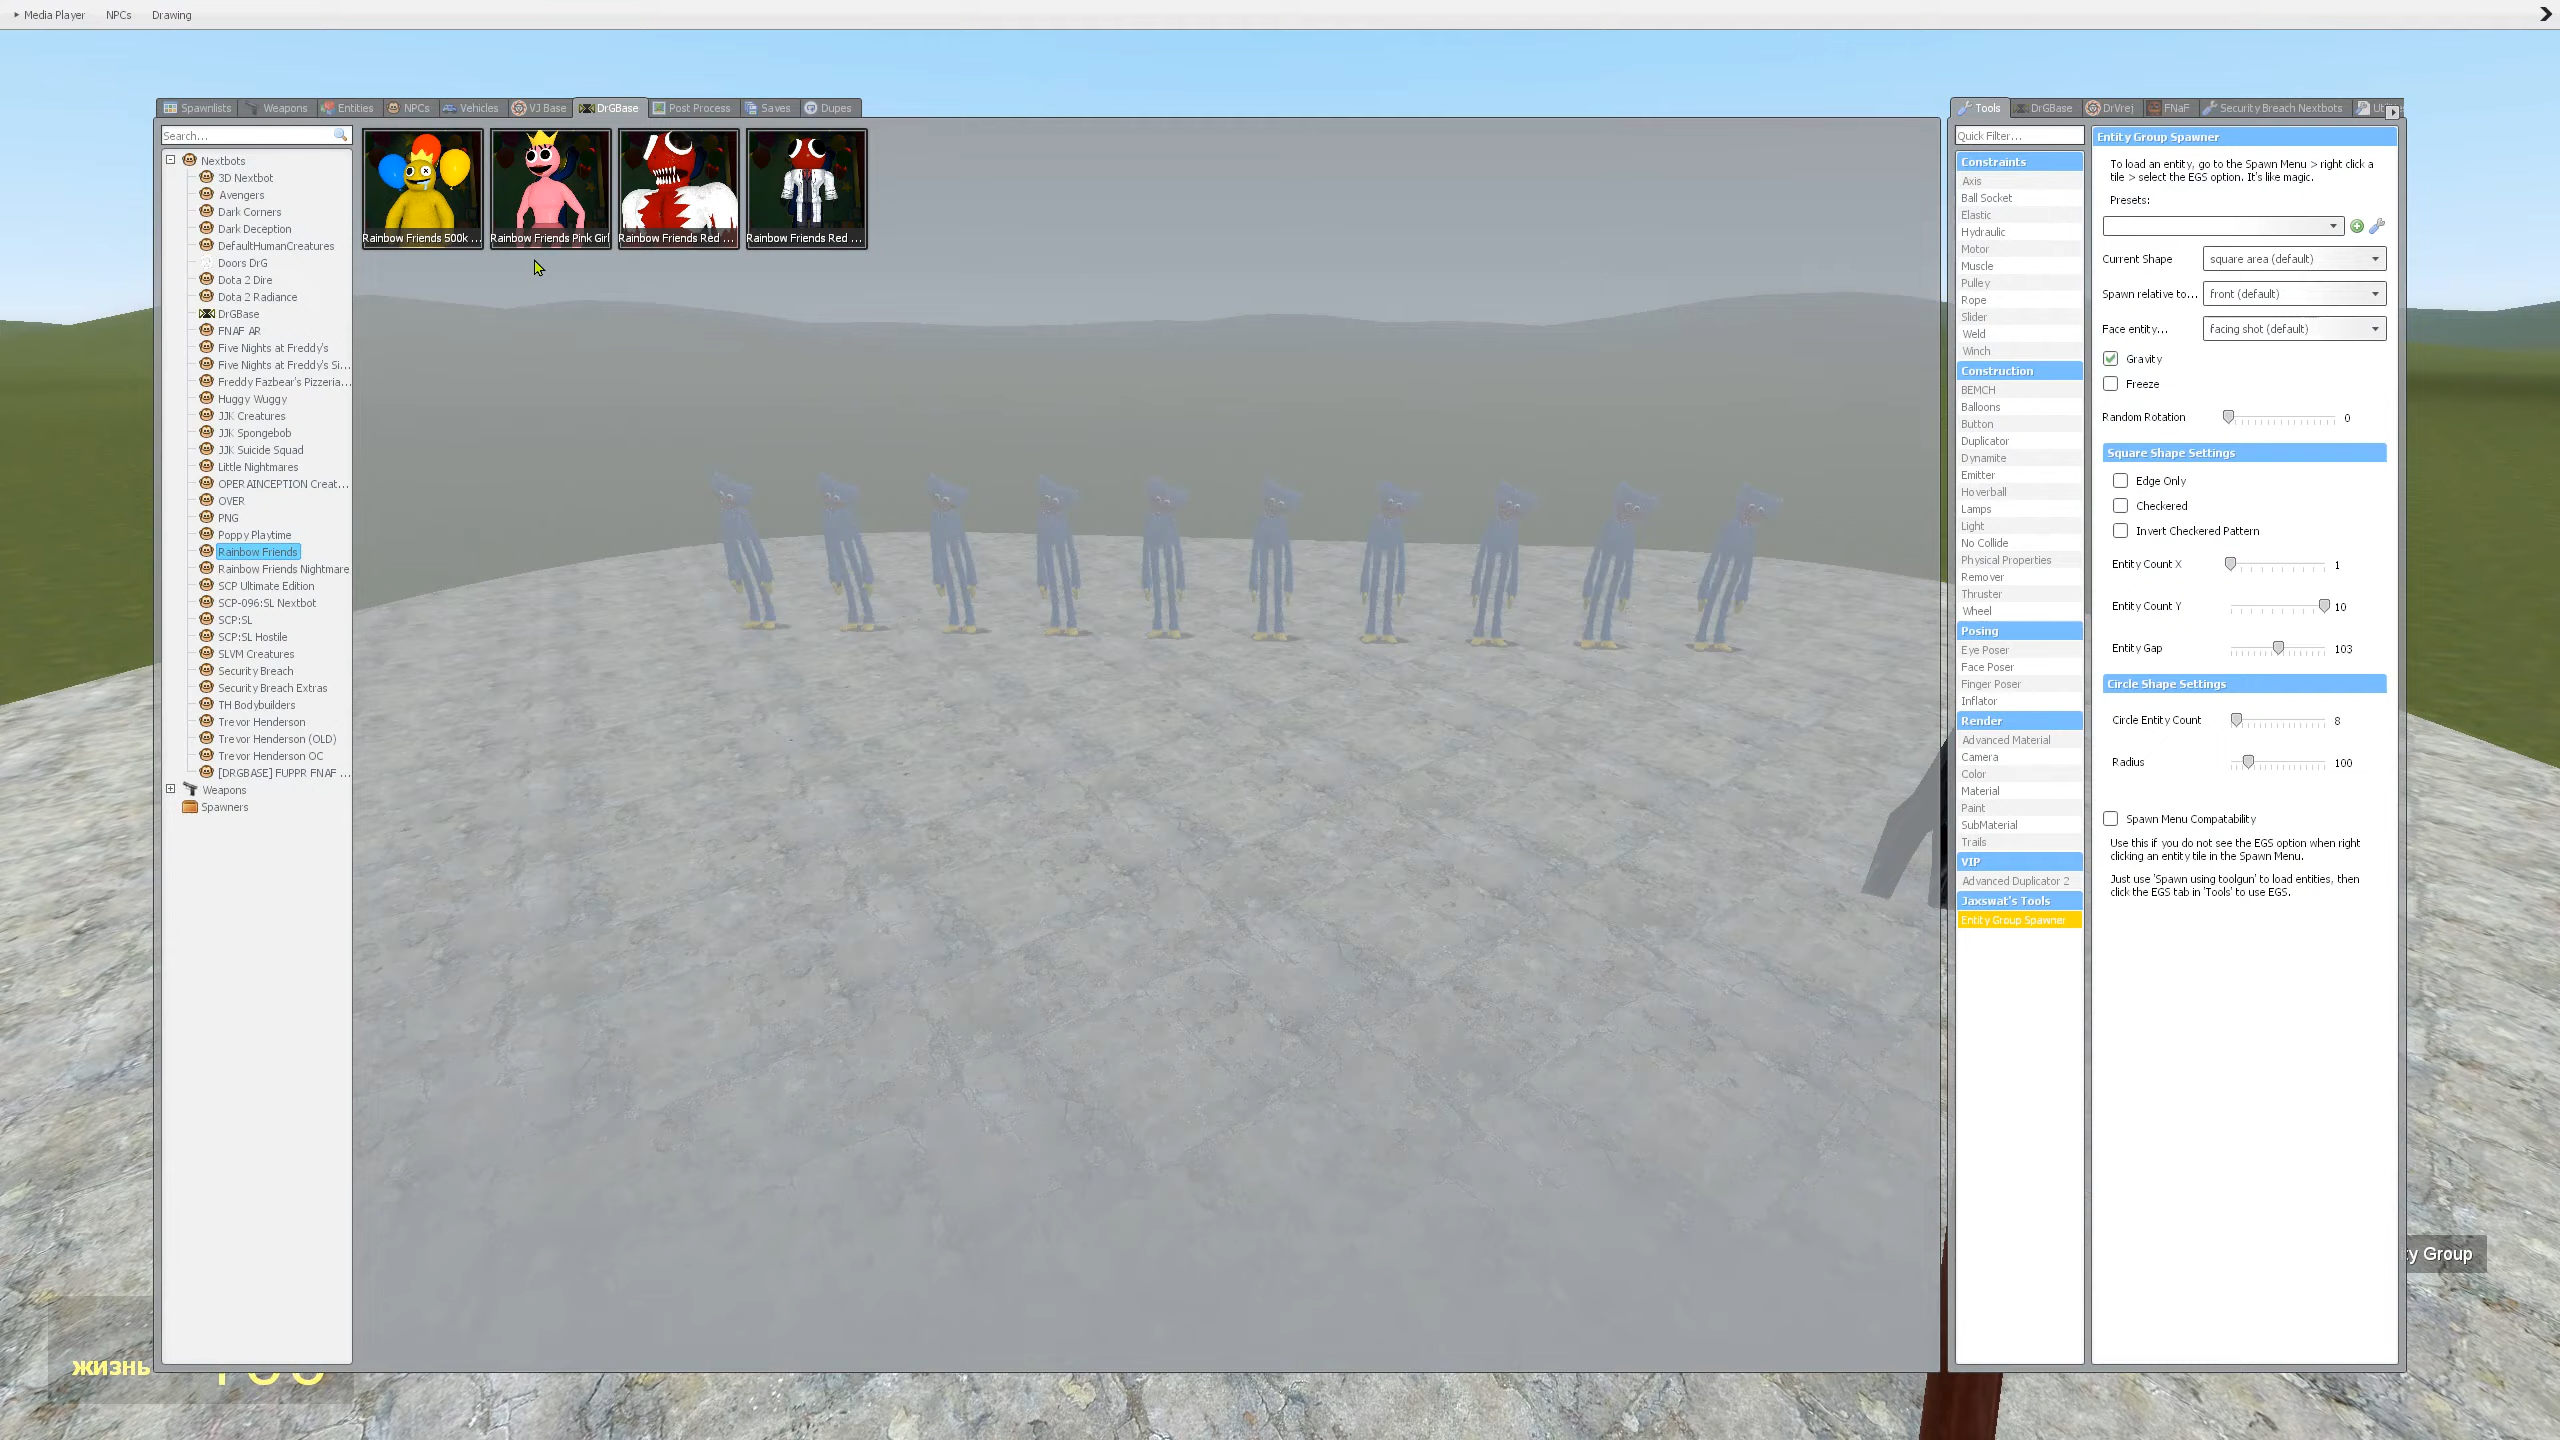 Media Player
NPCs
Drawing
Spawnlists
Weapons
Entities
NPCs
Vehicles
VJ Base
DrGBase
Post Process
Saves
Dupes
Search...
Nextbots
3D Nextbot
Avengers
Dark Corners
Dark Deception
DefaultHumanCreatures
Doors DrG
Dota 2 Dire
Dota 2 Radiance
DrGBase
FNAF AR
Five Nights at Freddy's
Five Nights at Freddy's Si...
Freddy Fazbear's Pizzeria...
Huggy Wuggy
JJK Creatures
JJK Spongebob
JJK Suicide Squad
Little Nightmares
OPERAINCEPTION Creat...
OVER
PNG
Poppy Playtime
Rainbow Friends
Rainbow Friends Nightmare
SCP Ultimate Edition
SCP-096:SL Nextbot
SCP:SL
SCP:SL Hostile
SLVM Creatures
Security Breach
Security Breach Extras
TH Bodybuilders
Trevor Henderson
Trevor Henderson (OLD)
Trevor Henderson OC
[DRGBASE] FUPPR FNAF ...
Weapons
Spawners
Rainbow Friends 500k ...
Rainbow Friends Pink Girl
Rainbow Friends Red ...
Rainbow Friends Red ...
Tools
DrGBase
DrVrej
FNaF
Security Breach Nextbots
Quick Filter...
Constraints
Axis
Ball Socket
Elastic
Hydraulic
Motor
Muscle
Pulley
Rope
Slider
Weld
Winch
Construction
BEMCH
Balloons
Button
Duplicator
Dynamite
Emitter
Hoverball
Lamps
Light
No Collide
Physical Properties
Remover
Thruster
Wheel
Posing
Eye Poser
Face Poser
Finger Poser
Inflator
Render
Advanced Material
Camera
Color
Material
Paint
SubMaterial
Trails
VIP
Advanced Duplicator 2
Jaxswat's Tools
Entity Group Spawner
Entity Group Spawner
To load an entity, go to the Spawn Menu > right click a
tile > select the EGS option. It's like magic.
Presets:
Current Shape
square area (default)
Spawn relative to...
front (default)
Face entity...
facing shot (default)
Gravity
Freeze
Random Rotation
0
Square Shape Settings
Edge Only
Checkered
Invert Checkered Pattern
Entity Count X
1
Entity Count Y
10
Entity Gap
103
Circle Shape Settings
Circle Entity Count
8
Radius
100
Spawn Menu Compatability
Use this if you do not see the EGS option when right
clicking an entity tile in the Spawn Menu.
Just use 'Spawn using toolgun' to load entities, then
click the EGS tab in 'Tools' to use EGS.
ty Group
ЖИЗНЬ